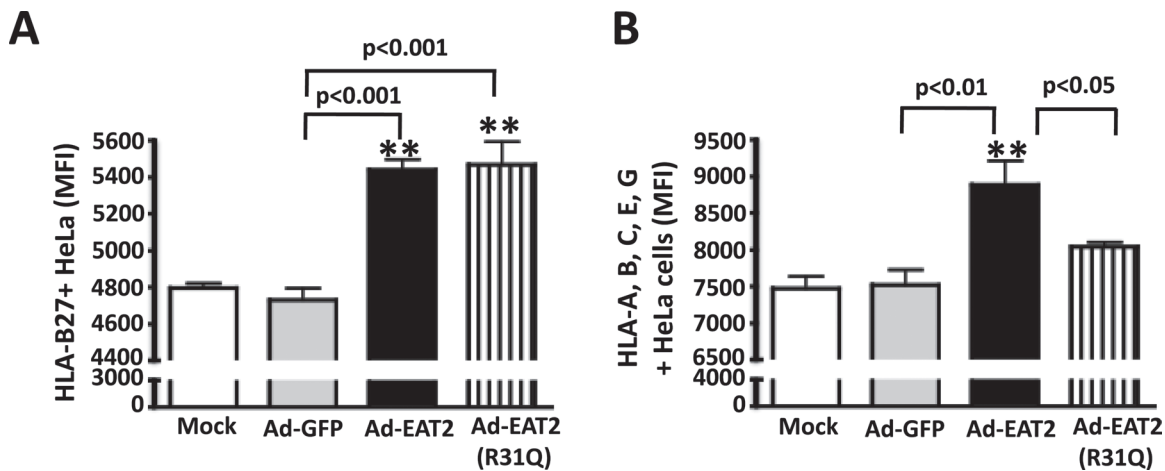 A
HLA-B27+ HeLa (MFI)
p<0.001
p<0.001
5600
5400
5200
5000
4800
4600
4400
3000
0
**
**
Mock
Ad-GFP
Ad-EAT2
Ad-EAT2
(R31Q)
B
HLA-A, B, C, E, G
+ HeLa cells (MFI)
p<0.01
p<0.05
9500
9000
8500
8000
7500
7000
6500
4000
0
**
Mock
Ad-GFP
Ad-EAT2
Ad-EAT2
(R31Q)